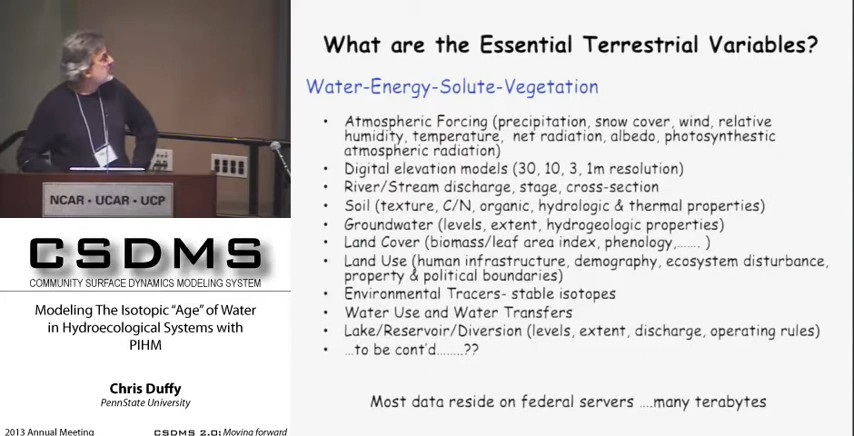 NCAR • UCAR • UCP
CSDMS
COMMUNITY SURFACE DYNAMICS MODELING SYSTEM
Modeling The Isotopic “Age” of Water
in Hydroecological Systems with
PIHM
Chris Duffy
PennState University
2013 Annual Meeting
CSDMS 2.0: Moving forward
What are the Essential Terrestrial Variables?
Water-Energy-Solute-Vegetation
• Atmospheric Forcing (precipitation, snow cover, wind, relative
humidity, temperature, net radiation, albedo, photosynthestic
atmospheric radiation)
• Digital elevation models (30, 10, 3, 1m resolution)
• River/Stream discharge, stage, cross-section
• Soil (texture, C/N, organic, hydrologic & thermal properties)
• Groundwater (levels, extent, hydrogeologic properties)
• Land Cover (biomass/leaf area index, phenology,....... )
• Land Use (human infrastructure, demography, ecosystem disturbance,
property & political boundaries)
• Environmental Tracers- stable isotopes
• Water Use and Water Transfers
• Lake/Reservoir/Diversion (levels, extent, discharge, operating rules)
• ...to be cont'd........??
Most data reside on federal servers ....many terabytes